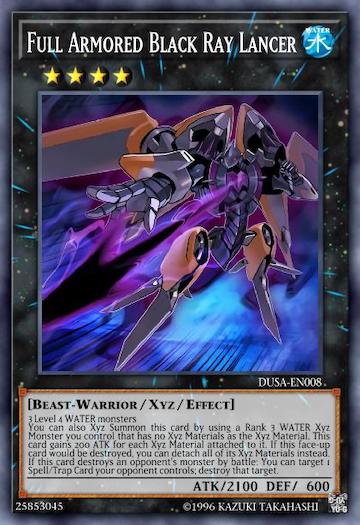 Full Armored Black Ray Lancer
WATER
水
DUSA-EN008
[Beast-Warrior/Xyz/Effect]
3 Level 4 WATER monsters
You can also Xyz Summon this card by using a Rank 3 WATER Xyz
Monster you control that has no Xyz Materials as the Xyz Material. This
card gains 200 ATK for each Xyz Material attached to it. If this face-up
card would be destroyed, you can detach all of its Xyz Materials instead.
If this card destroys an opponent's monster by battle: You can target 1
Spell/Trap Card your opponent controls; destroy that target.
ATK/2100 DEF/ 600
25853045
©1996 KAZUKI TAKAHASHI